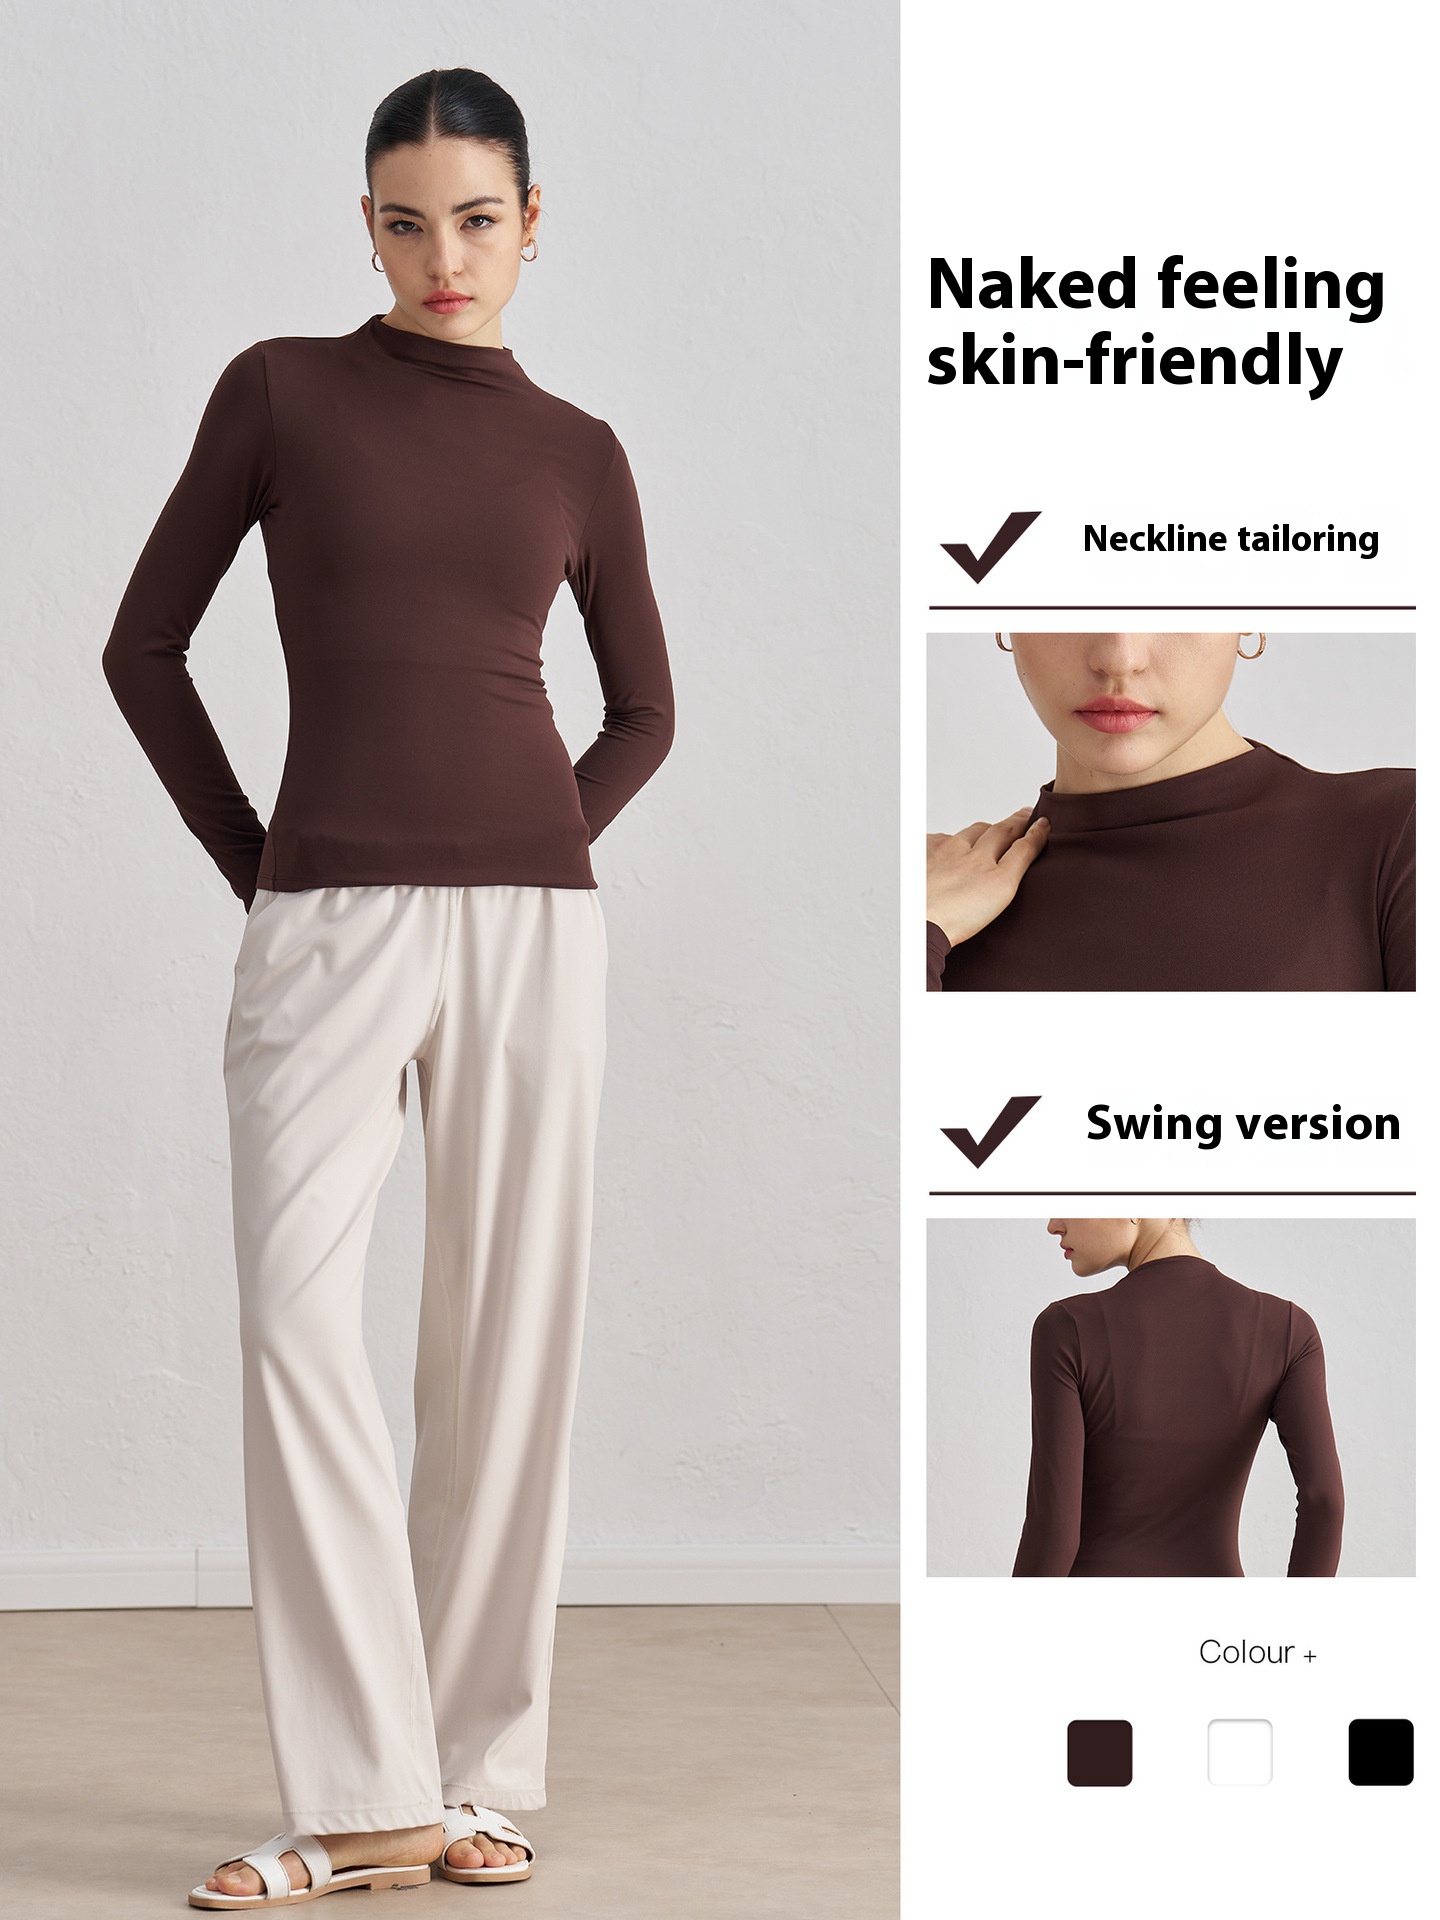 Naked feeling
skin-friendly
Neckline tailoring
Swing version
Colour +